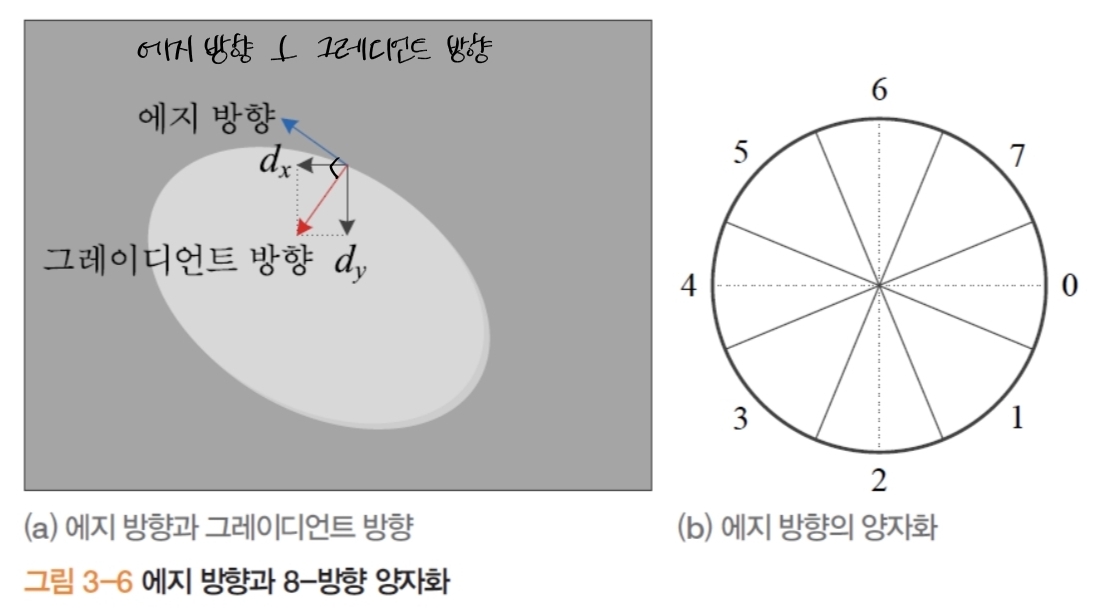 에지 방향 ⊥ 그레디언트 방향
에지 방향
dx
그레이디언트 방향 dy
(a) 에지 방향과 그레이디언트 방향
6
5 7
4 0
3 1
2
(b) 에지 방향의 양자화
그림 3-6 에지 방향과 8-방향 양자화